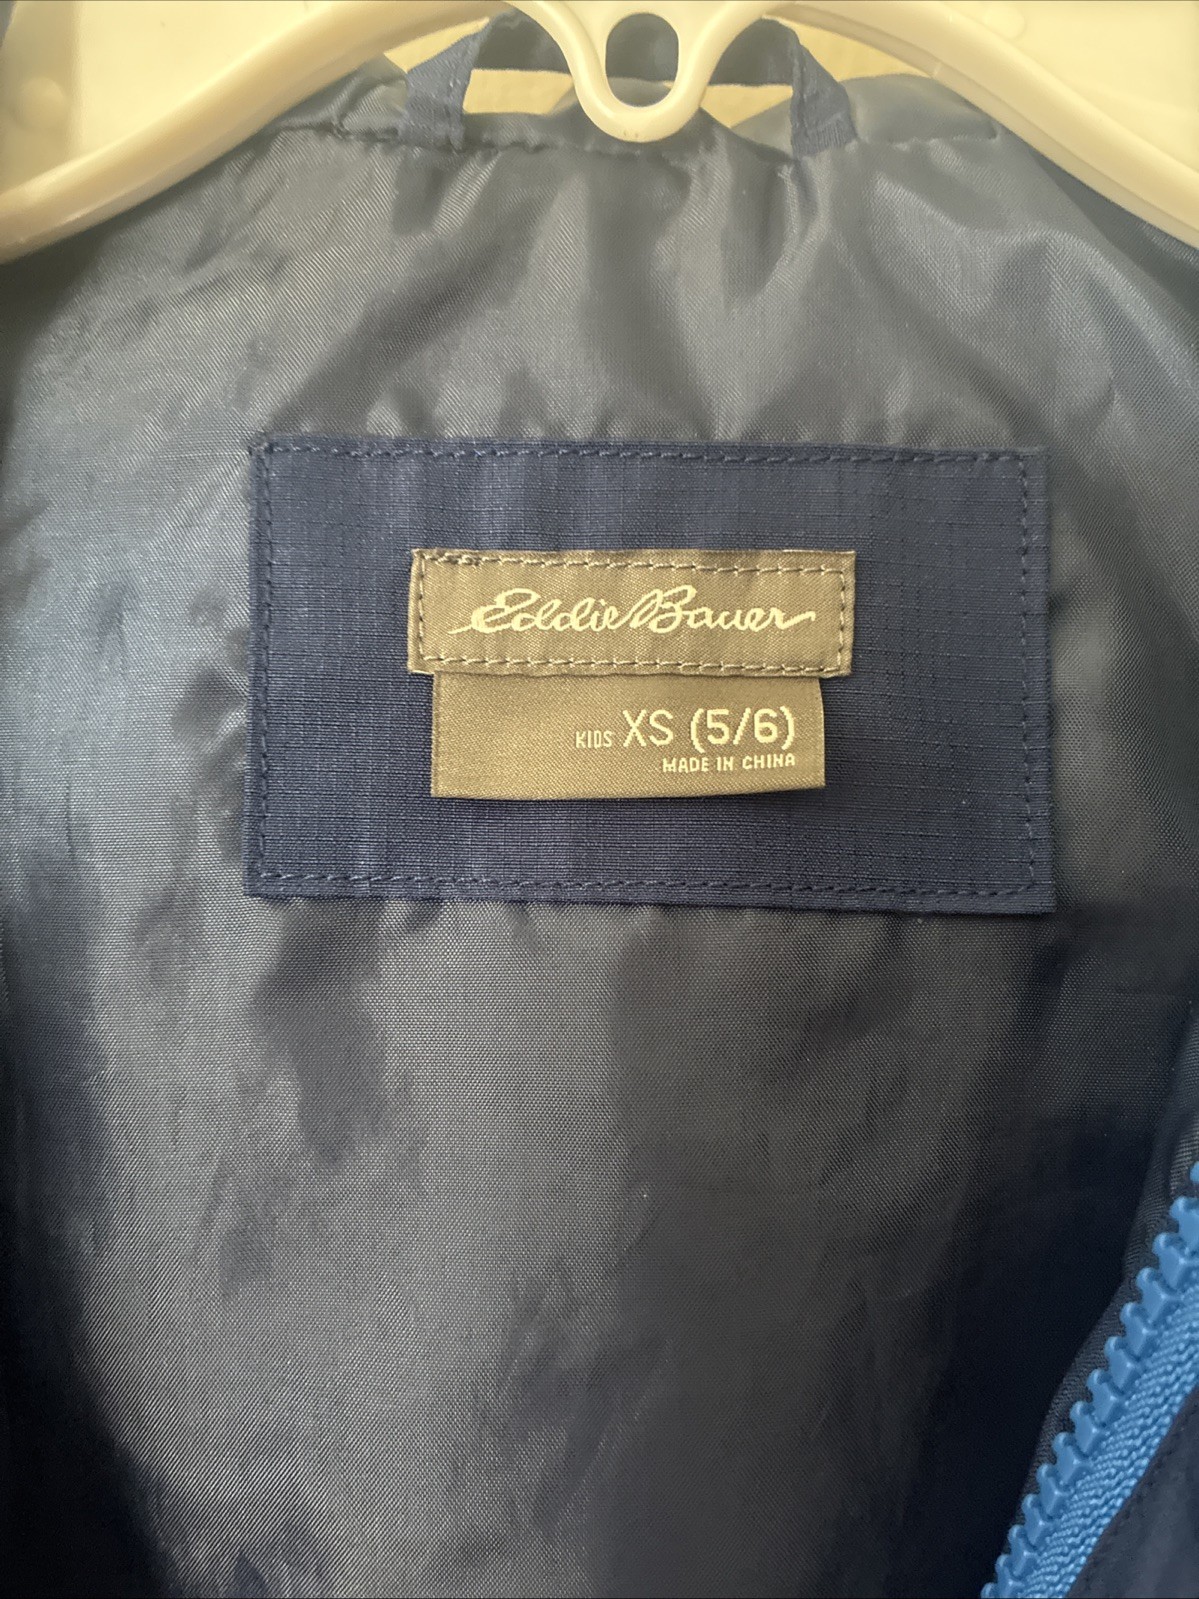 Eddie Bauer
KIDS XS (5/6)
MADE IN CHINA